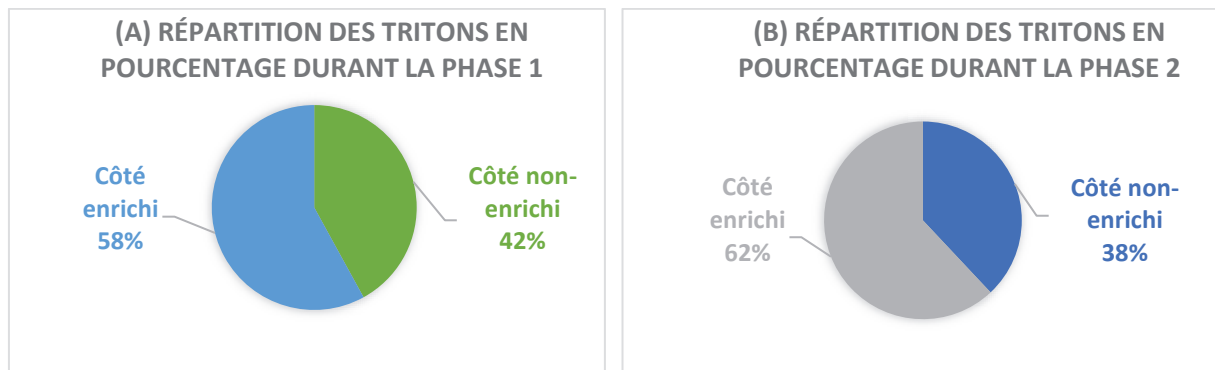 (A) RÉPARTITION DES TRITONS EN
POURCENTAGE DURANT LA PHASE 1
Côté
enrichi
58%
Côté non-
enrichi
42%
(B) RÉPARTITION DES TRITONS EN
POURCENTAGE DURANT LA PHASE 2
Côté
enrichi
62%
Côté non-
enrichi
38%